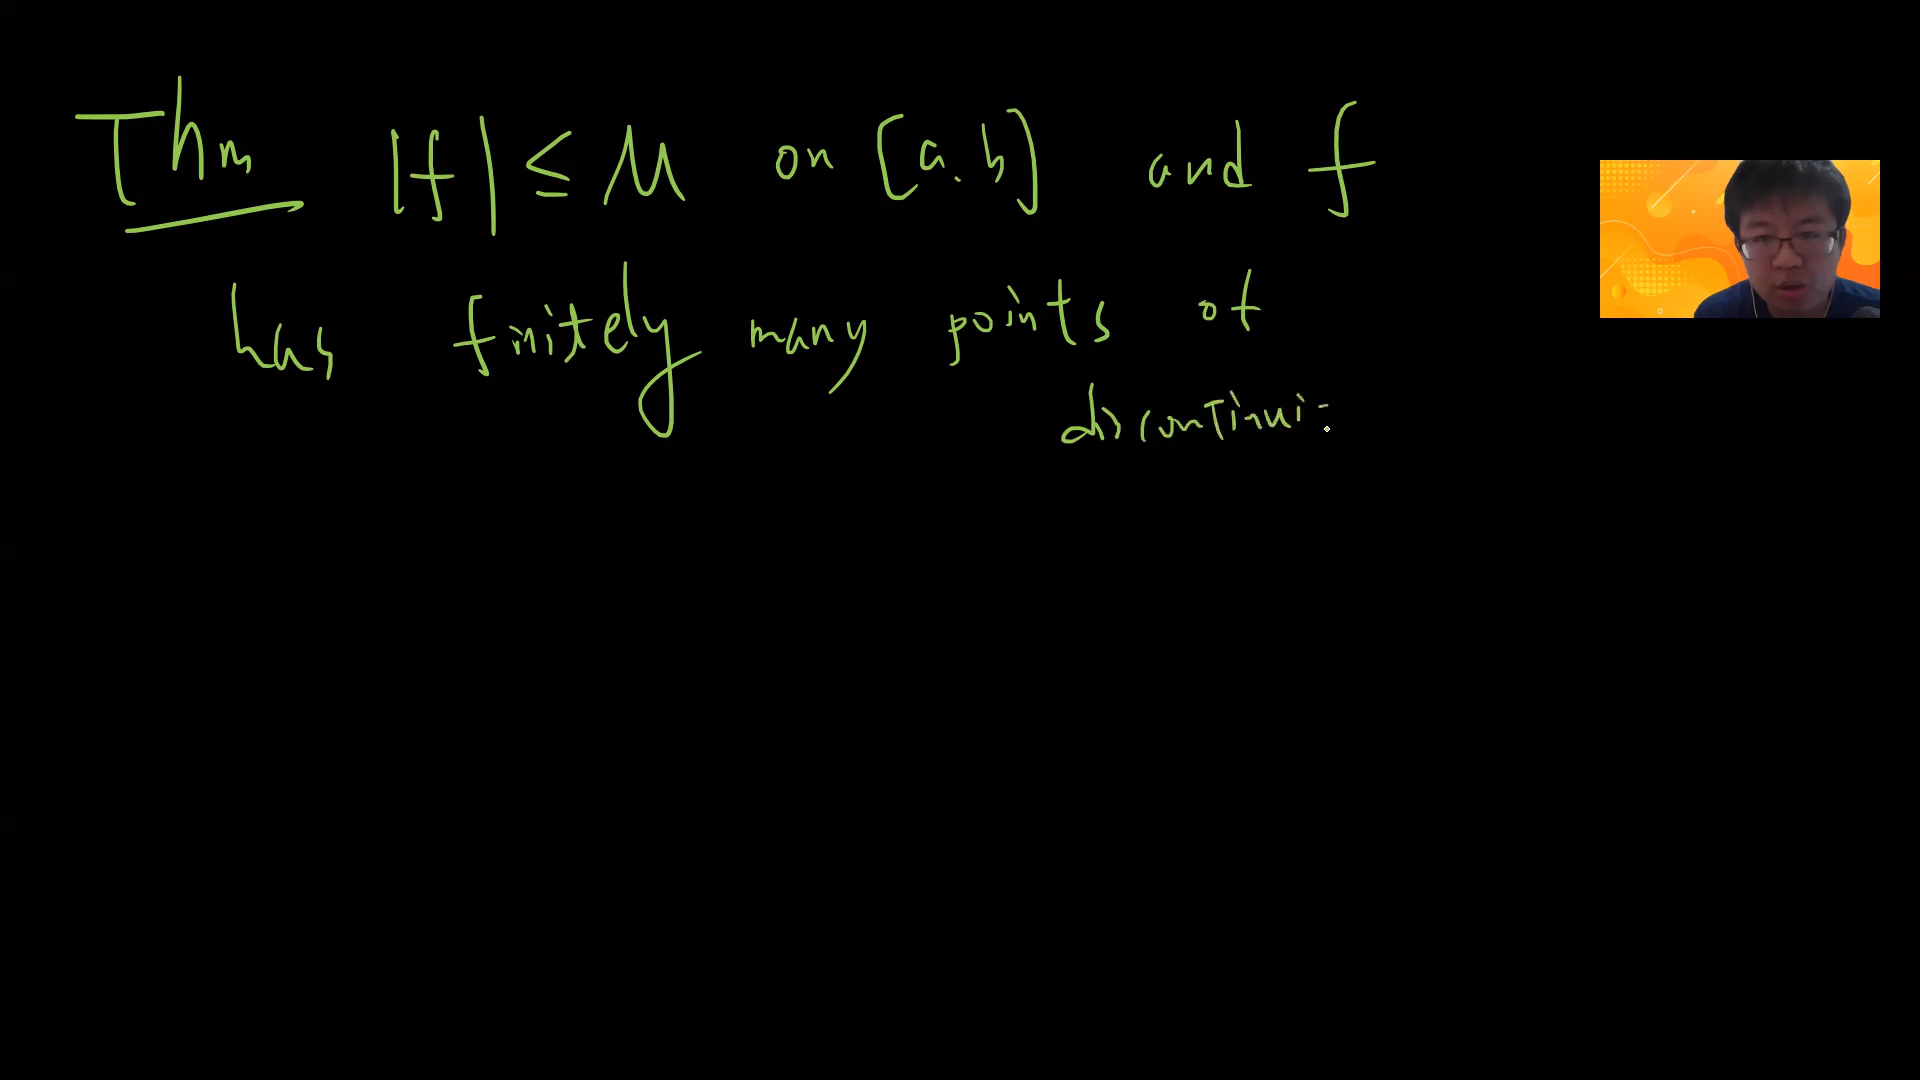 Thm |f| ≤ M on [a.b] and f
has finitely many points of
discontinui